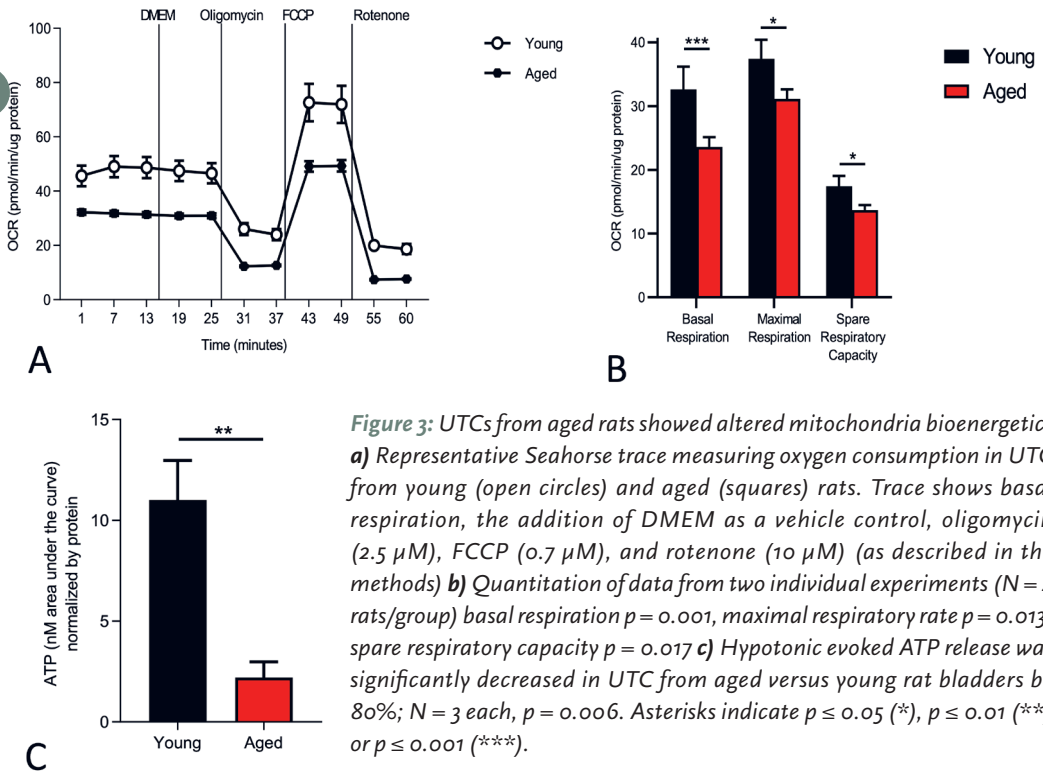 DMEM Oligomycin FCCP Rotenone
100
80
60
40
20
0
OCR (pmol/min/ug protein)
1 7 13 19 25 31 37 43 49 55 60
Time (minutes)
Young
Aged
A
40
30
20
10
0
OCR (pmol/min/ug protein)
***
*
*
Basal
Respiration
Maximal
Respiration
Spare
Respiratory
Capacity
Young
Aged
B
15
10
5
0
ATP (nM area under the curve)
normalized by protein
**
Young Aged
C
Figure 3: UTCs from aged rats showed altered mitochondria bioenergetic
a) Representative Seahorse trace measuring oxygen consumption in UTC
from young (open circles) and aged (squares) rats. Trace shows basa
respiration, the addition of DMEM as a vehicle control, oligomycin
(2.5 µM), FCCP (0.7 µM), and rotenone (10 µM) (as described in th
methods) b) Quantitation of data from two individual experiments (N =
rats/group) basal respiration p = 0.001, maximal respiratory rate p = 0.013
spare respiratory capacity p = 0.017 c) Hypotonic evoked ATP release wa
significantly decreased in UTC from aged versus young rat bladders b
80%; N = 3 each, p = 0.006. Asterisks indicate p ≤ 0.05 (*), p ≤ 0.01 (**
or p ≤ 0.001 (***).